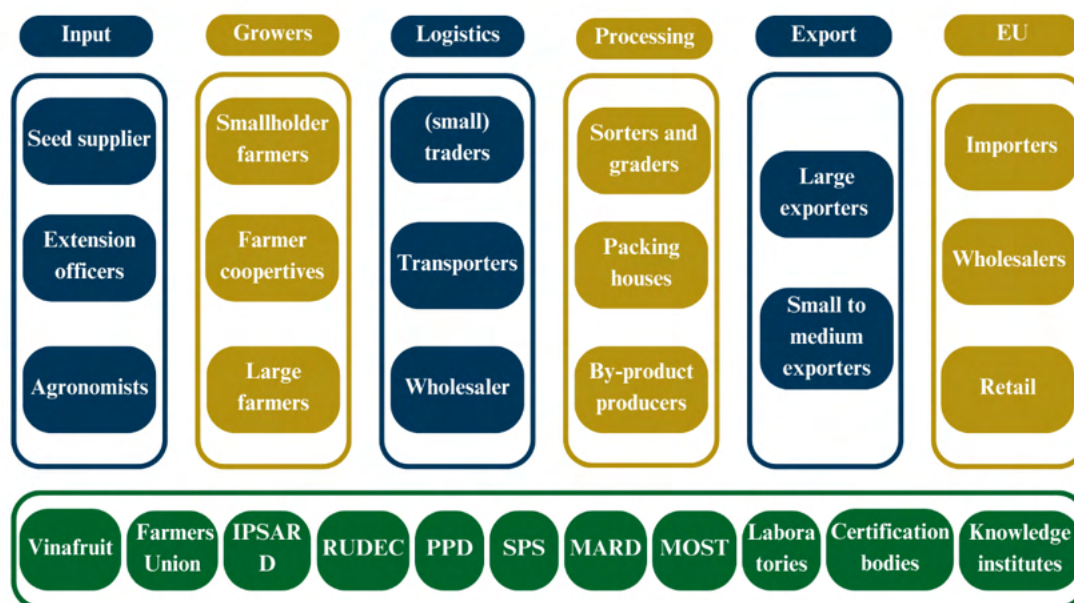 Input
Growers
Logistics
Processing
Export
EU
Seed supplier
Extension
officers
Agronomists
Smallholder
farmers
Farmer
coopertives
Large
farmers
(small)
traders
Transporters
Wholesaler
Sorters and
graders
Packing
houses
By-product
producers
Large
exporters
Small to
medium
exporters
Importers
Wholesalers
Retail
Vinafruit
Farmers
Union
IPSAR
D
RUDEC
PPD
SPS
MARD
MOST
Labora
tories
Certification
bodies
Knowledge
institutes